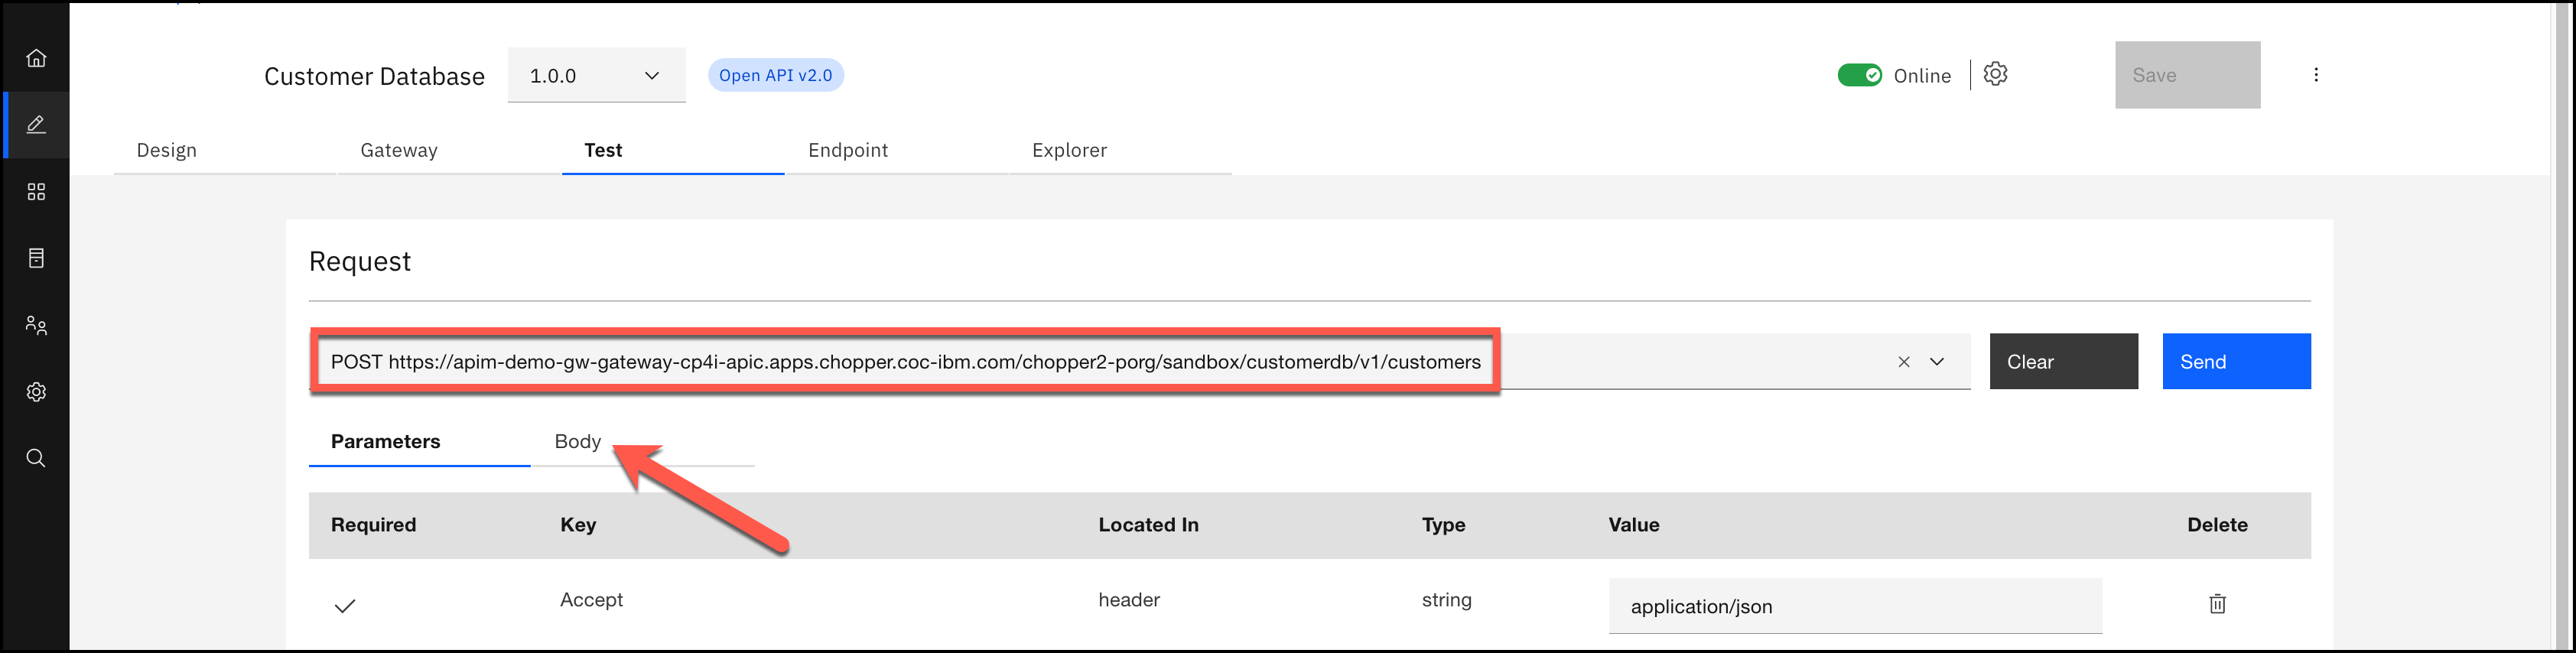 Customer Database 1.0.0 Open API v2.0 Online Save
Design Gateway Test Endpoint Explorer
Request
POST https://apim-demo-gw-gateway-cp4i-apic.apps.chopper.coc-ibm.com/chopper2-porg/sandbox/customerdb/v1/customers Clear Send
Parameters Body
Required Key Located In Type Value Delete
Accept header string application/json